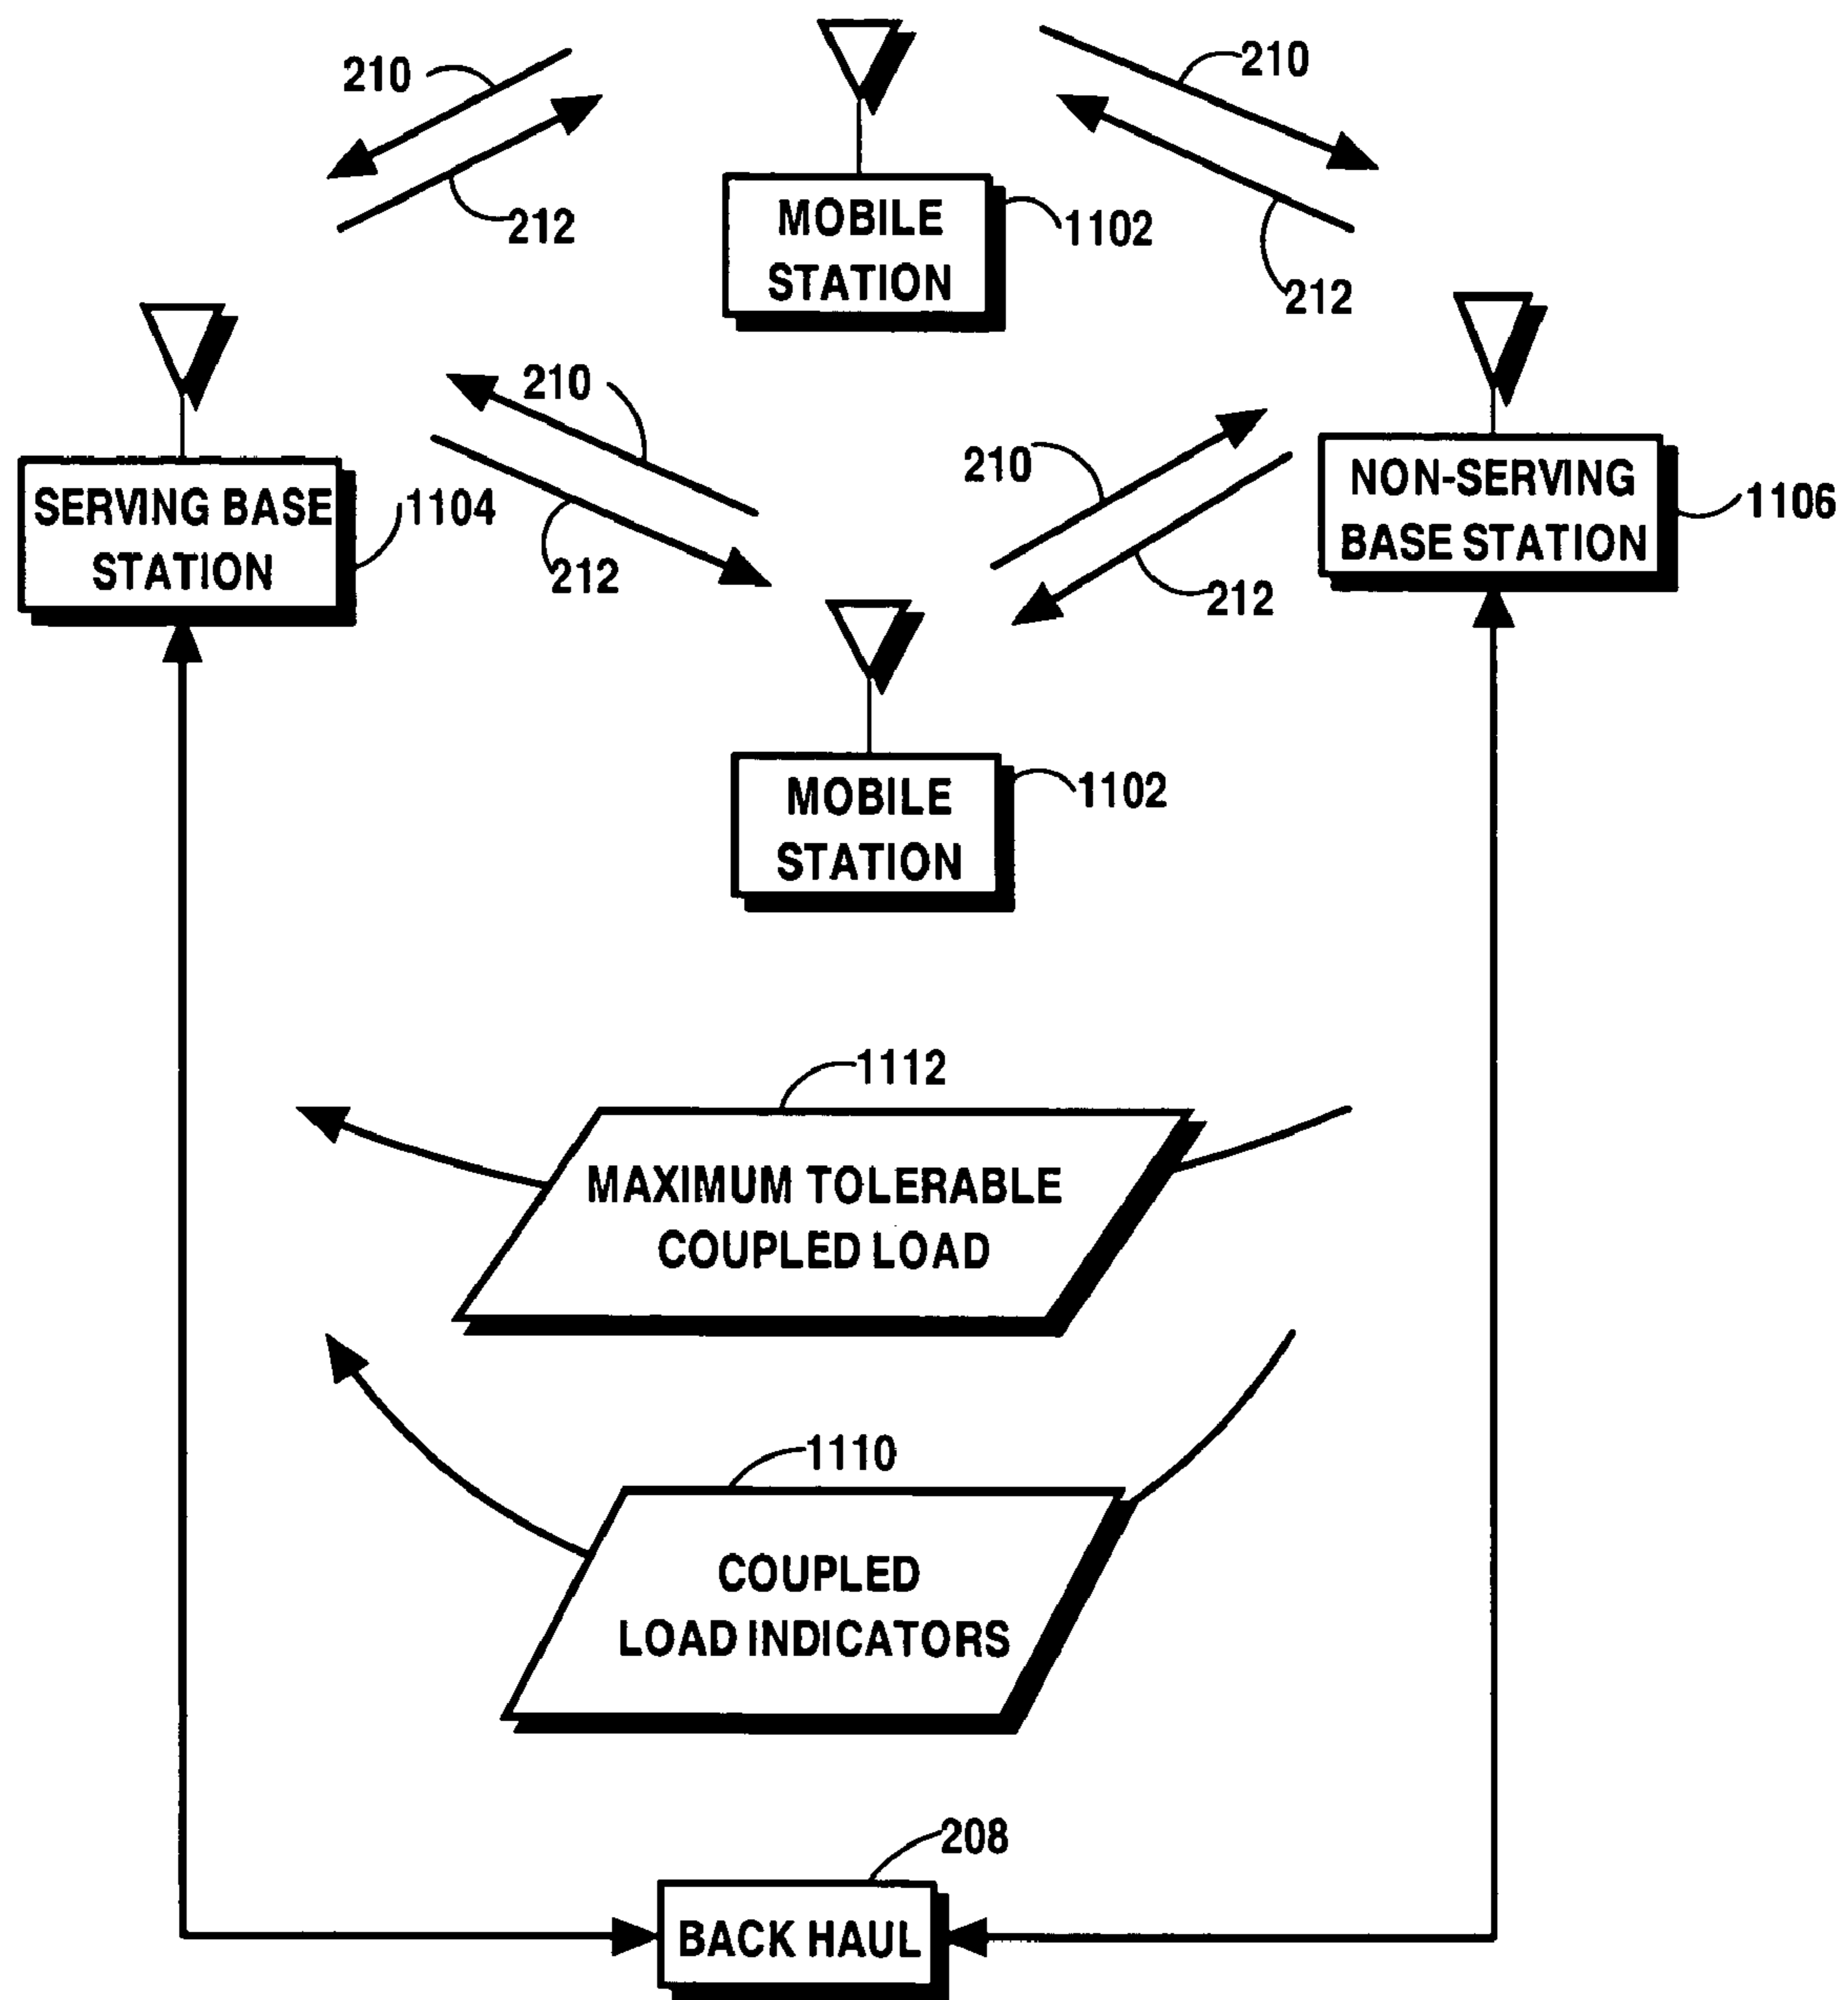 210
210
212
MOBILE
STATION
1102
212
210
210
SERVING BASE
STATION
1104
212
NON-SERVING
BASE STATION
1106
212
MOBILE
STATION
1102
1112
MAXIMUM TOLERABLE
COUPLED LOAD
1110
COUPLED
LOAD INDICATORS
208
BACK HAUL